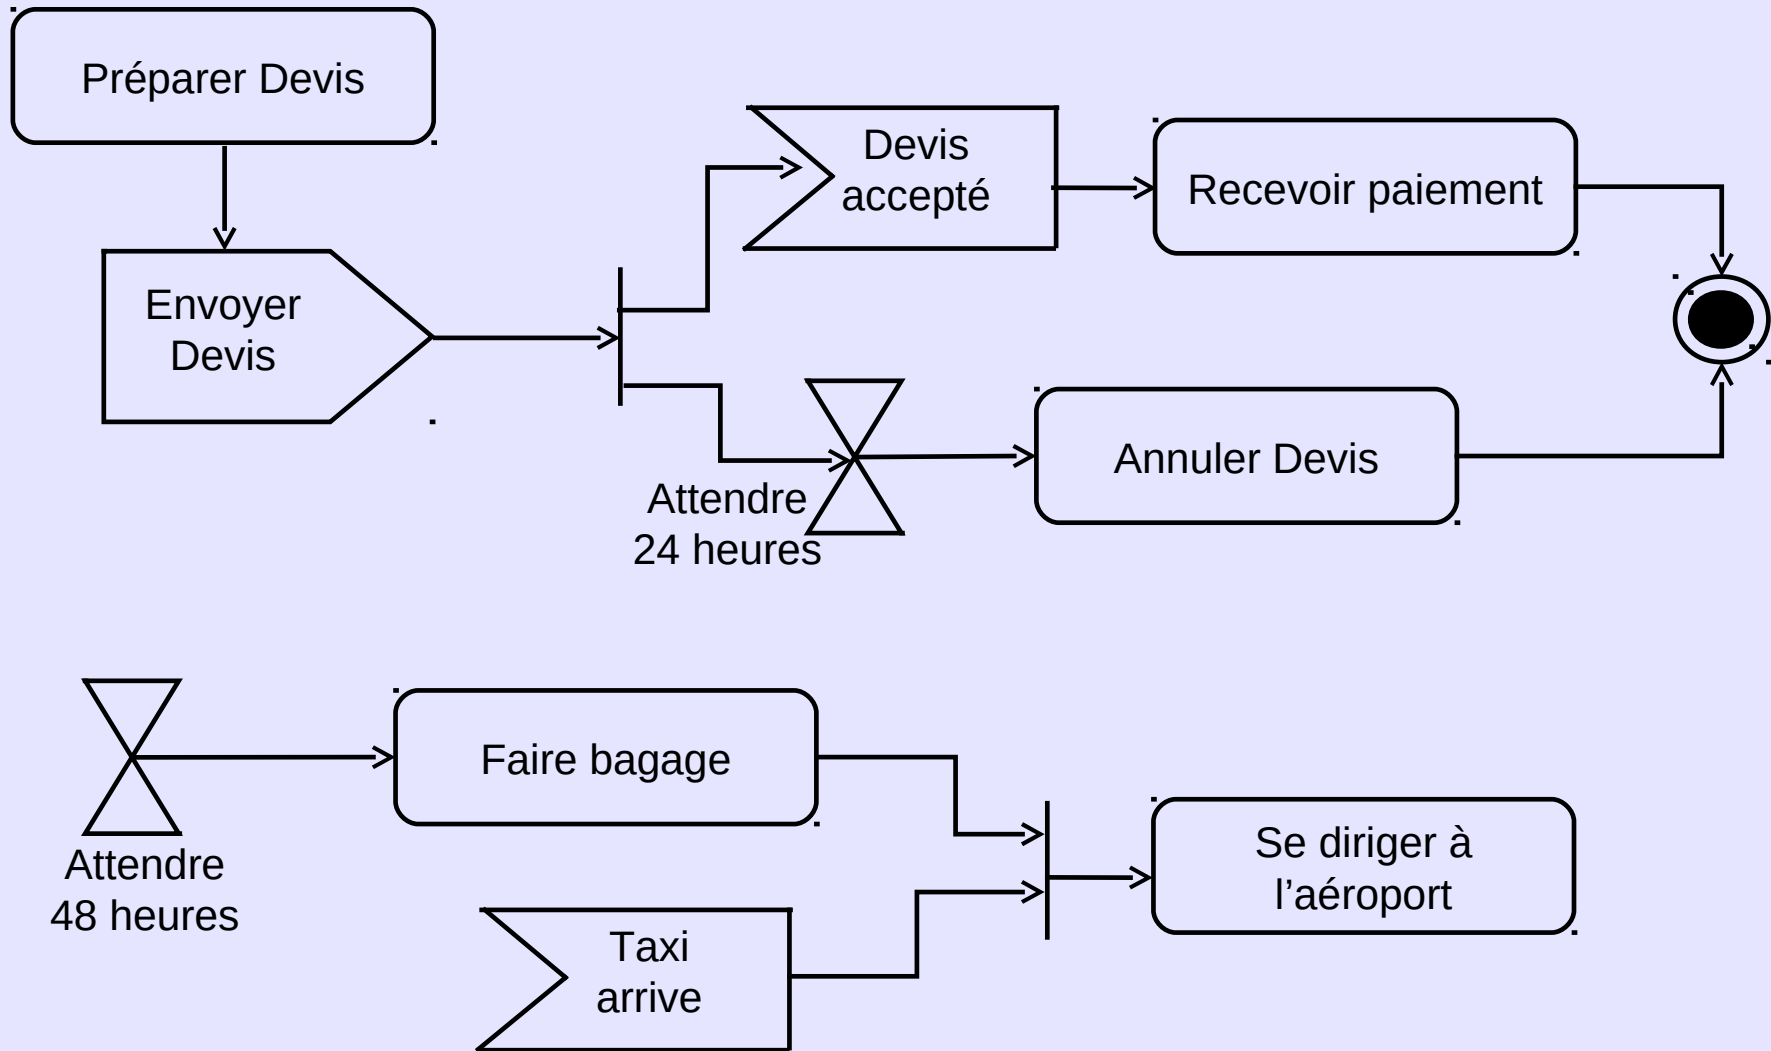 Préparer Devis
Envoyer
Devis
Devis
accepté
Recevoir paiement
Attendre
24 heures
Annuler Devis
Attendre
48 heures
Faire bagage
Taxi
arrive
Se diriger à
l’aéroport